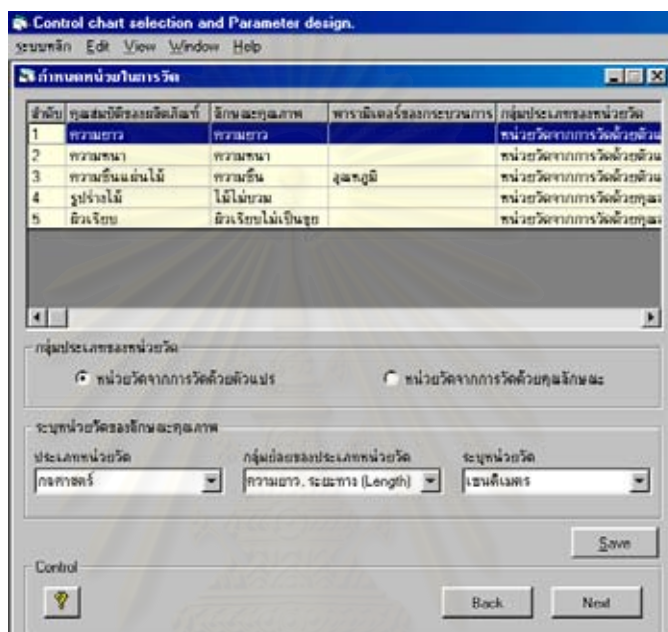 Control chart selection and Parameter design.
ระบบหลัก Edit View Window Help
กำหนดหน่วยในการวัด
ลำดับ คุณสมบัติของผลิตภัณฑ์ ลักษณะคุณภาพ พารามิเตอร์ของกระบวนการ กลุ่มประเภทของหน่วยวัด
1 ความยาว ความยาว หน่วยวัดจากการวัดด้วยตัวแ
2 ความหนา ความหนา หน่วยวัดจากการวัดด้วยตัวแ
3 ความชื้นแผ่นไม้ ความชื้น อุณหภูมิ หน่วยวัดจากการวัดด้วยตัวแ
4 รูปร่างไม้ ไม้ไม่บวม หน่วยวัดจากการวัดด้วยคุณ
5 ผิวเรียบ ผิวเรียบไม่เป็นขุย หน่วยวัดจากการวัดด้วยคุณ
กลุ่มประเภทของหน่วยวัด
หน่วยวัดจากการวัดด้วยตัวแปร หน่วยวัดจากการวัดด้วยคุณลักษณะ
ระบุหน่วยวัดของลักษณะคุณภาพ
ประเภทหน่วยวัด กลุ่มย่อยของประเภทหน่วยวัด ระบุหน่วยวัด
กลศาสตร์ ความยาว, ระยะทาง (Length) เซนติเมตร
Save
Control
Back Next